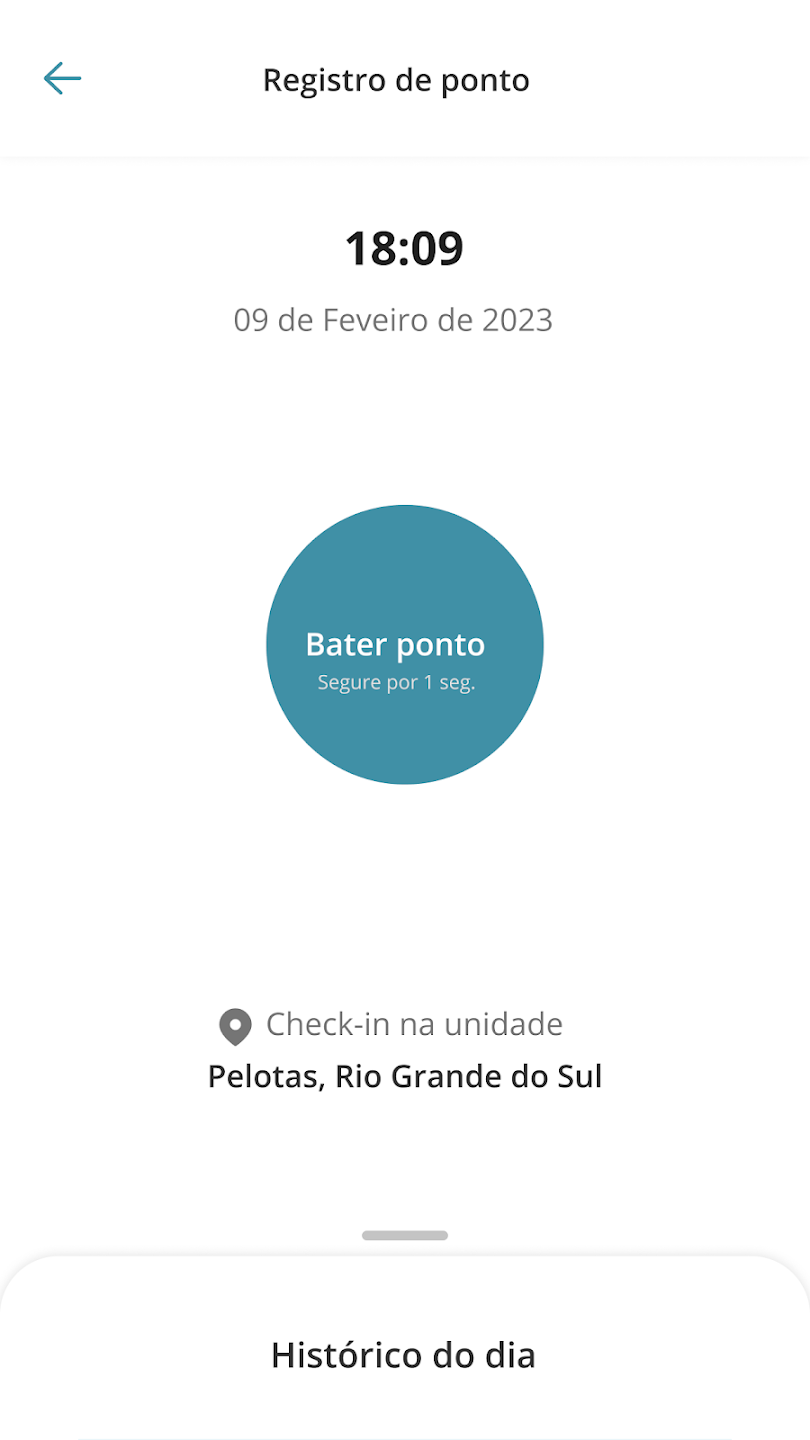 Registro de ponto
18:09
09 de Feveiro de 2023
Bater ponto
Segure por 1 seg.
Check-in na unidade
Pelotas, Rio Grande do Sul
Histórico do dia